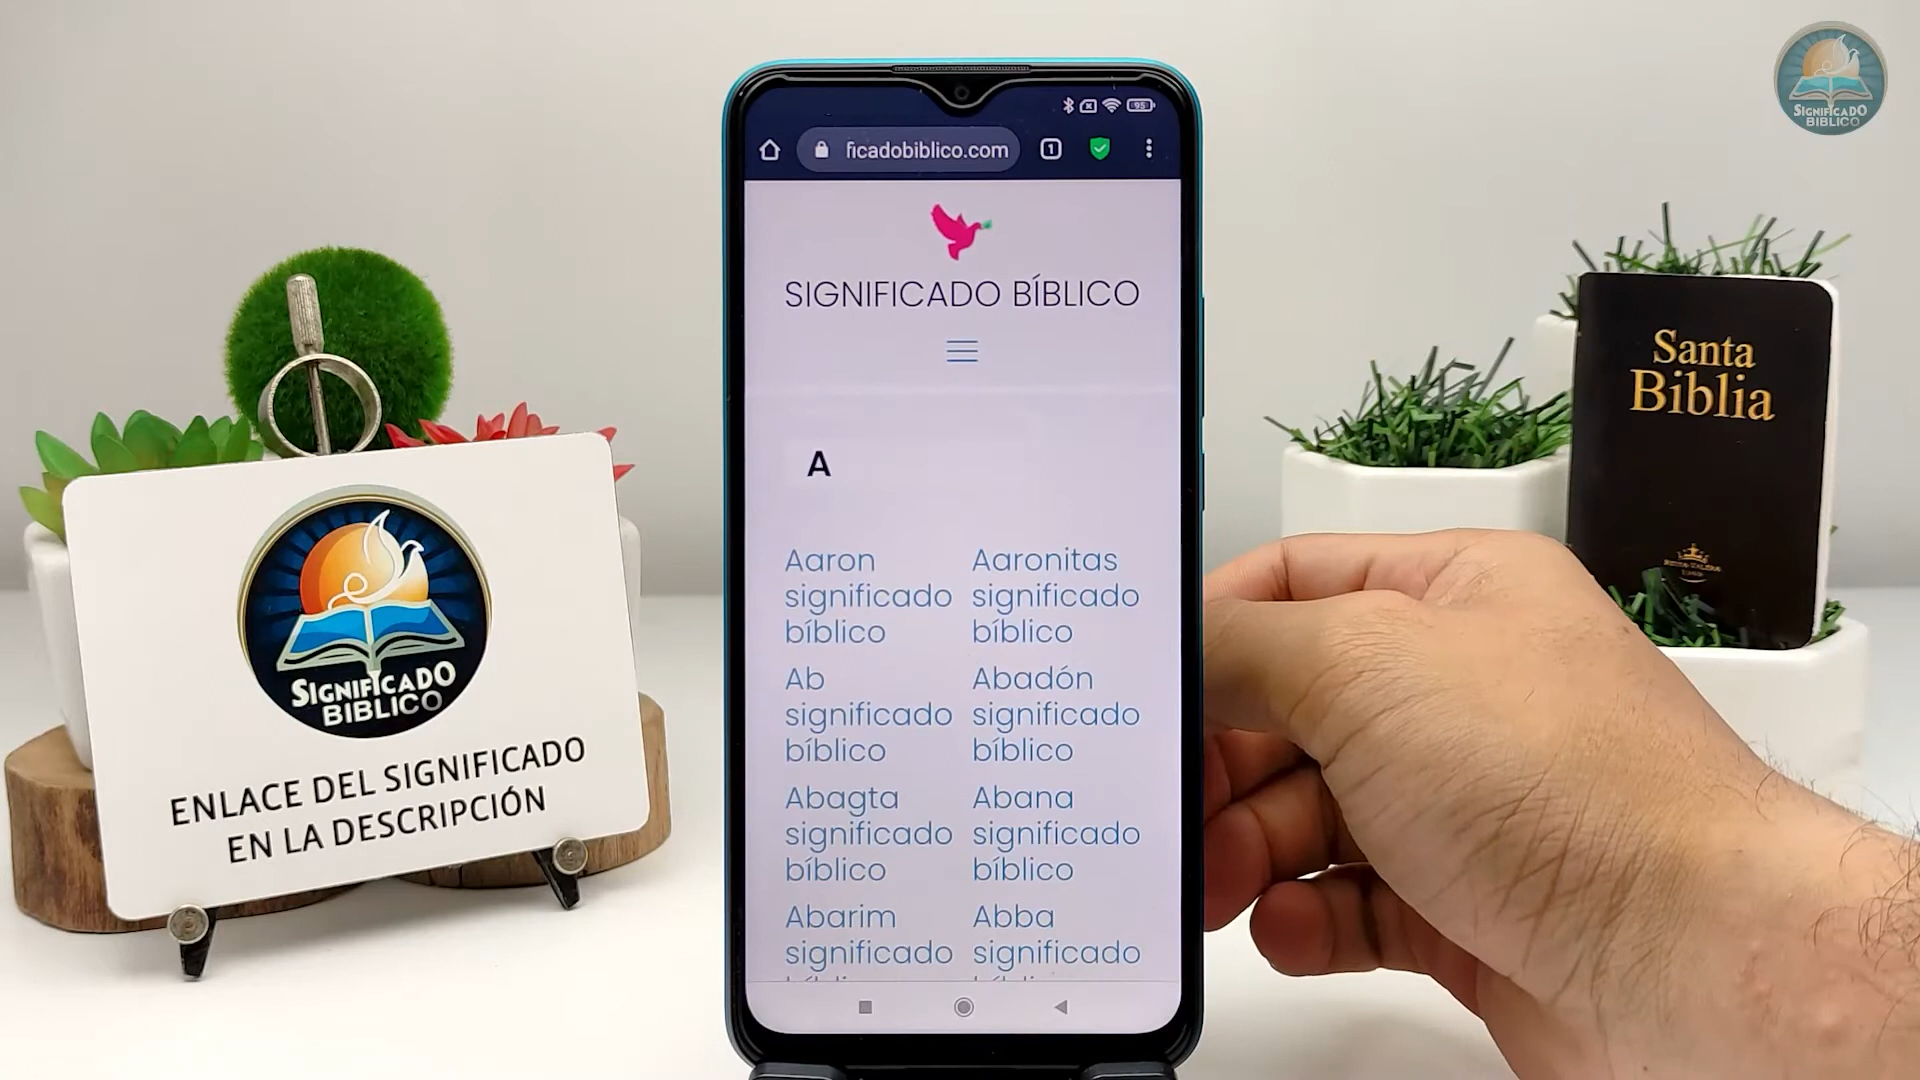 SIGNIFICADO
BIBLICO
95
ficadobiblico.com
1
SIGNIFICADO BÍBLICO
A
Aaron
significado
bíblico
Aaronitas
significado
bíblico
Ab
significado
bíblico
Abadón
significado
bíblico
Abagta
significado
bíblico
Abana
significado
bíblico
Abarim
significado
Abba
significado
SIGNIFICADO
BIBLICO
ENLACE DEL SIGNIFICADO
EN LA DESCRIPCIÓN
Santa
Biblia